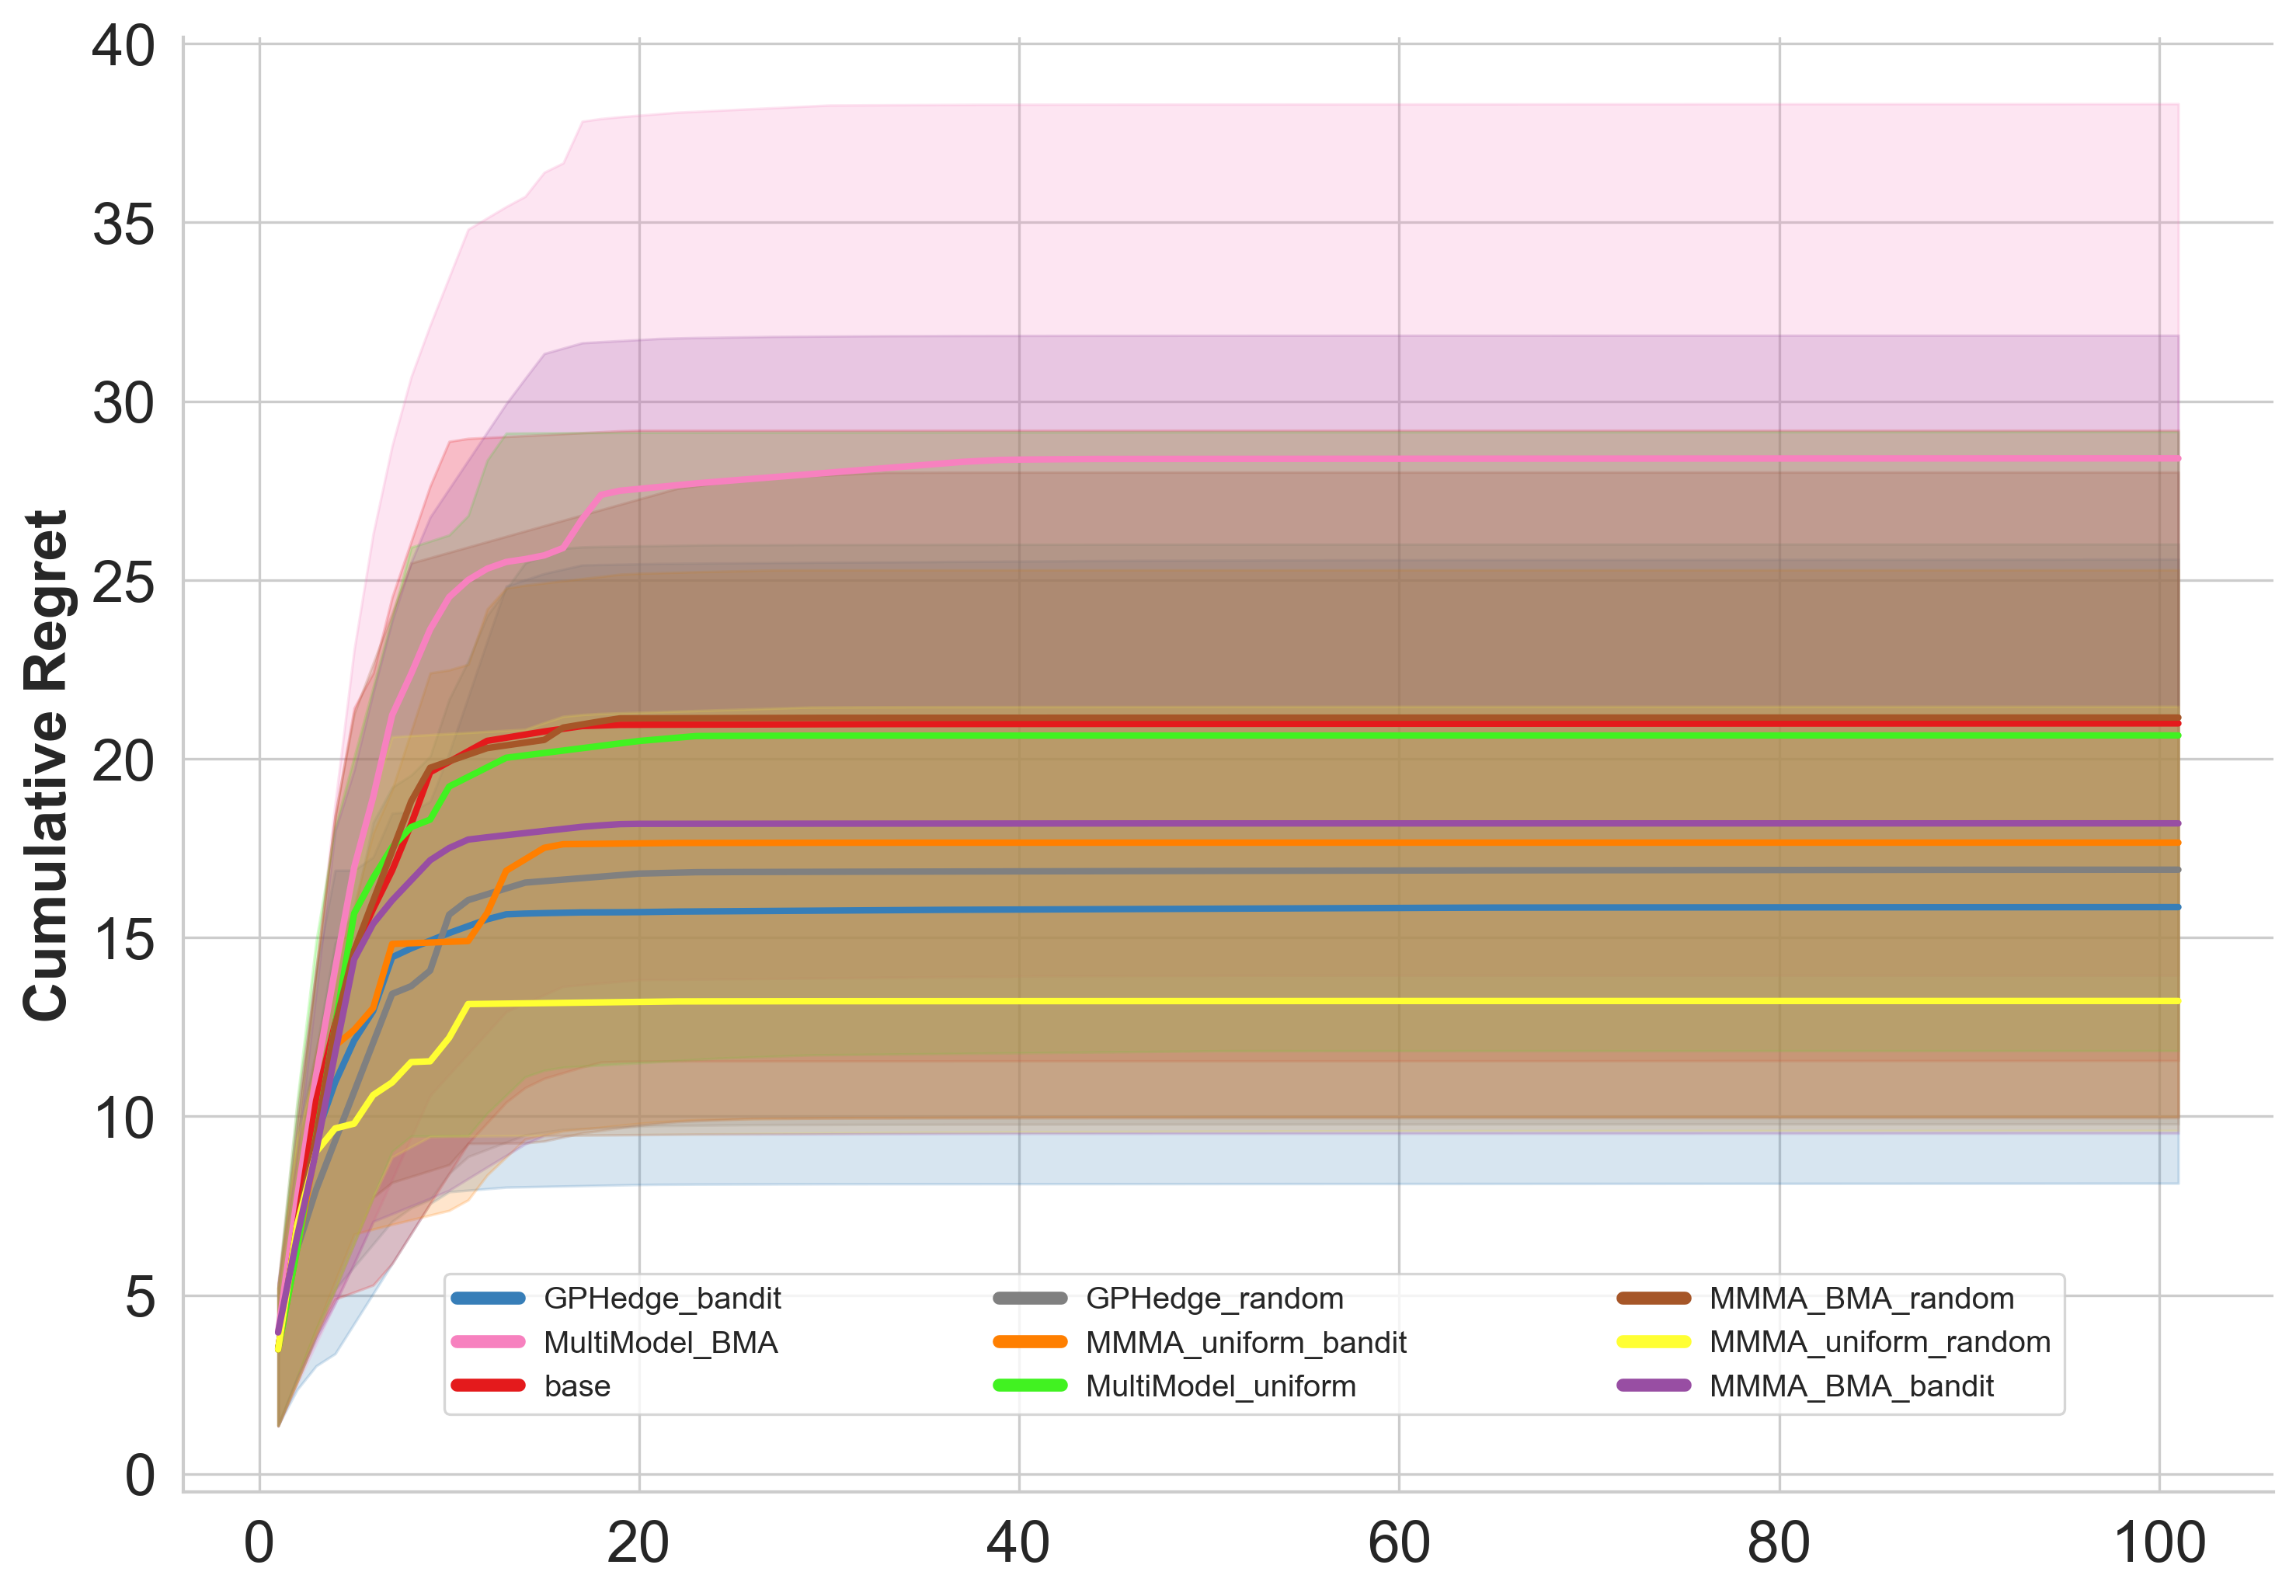 Cumulative Regret
40
35
30
25
20
15
10
5
0
GPHedge_bandit
MultiModel_BMA
base
GPHedge_random
MMMA_uniform_bandit
MultiModel_uniform
MMMA_BMA_random
MMMA_uniform_random
MMMA_BMA_bandit
0 20 40 60 80 100